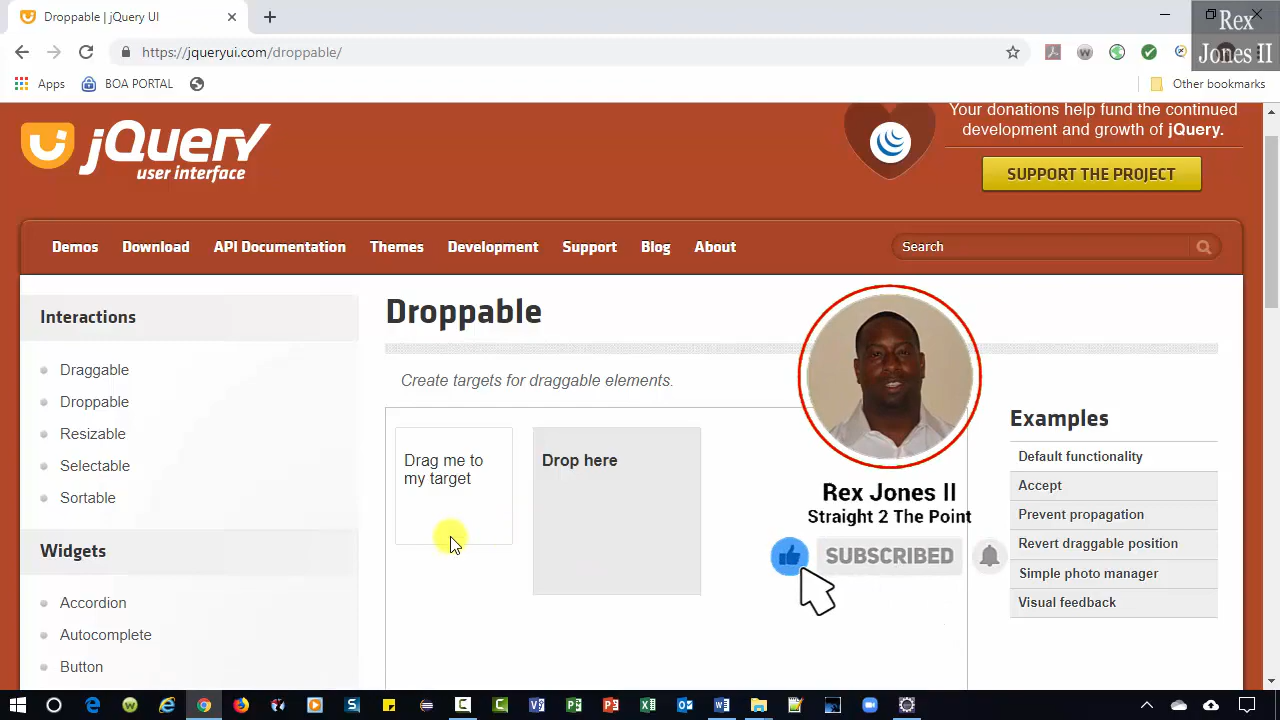 Droppable | jQuery UI
Rex
Jones II
https://jqueryui.com/droppable/
Apps
BOA PORTAL
Other bookmarks
jQuery
user interface
Your donations help fund the continued
development and growth of jQuery.
SUPPORT THE PROJECT
Demos
Download
API Documentation
Themes
Development
Support
Blog
About
Search
Interactions
Draggable
Droppable
Resizable
Selectable
Sortable
Widgets
Accordion
Autocomplete
Button
Droppable
Create targets for draggable elements.
Drag me to
my target
Drop here
Rex Jones II
Straight 2 The Point
SUBSCRIBED
Examples
Default functionality
Accept
Prevent propagation
Revert draggable position
Simple photo manager
Visual feedback